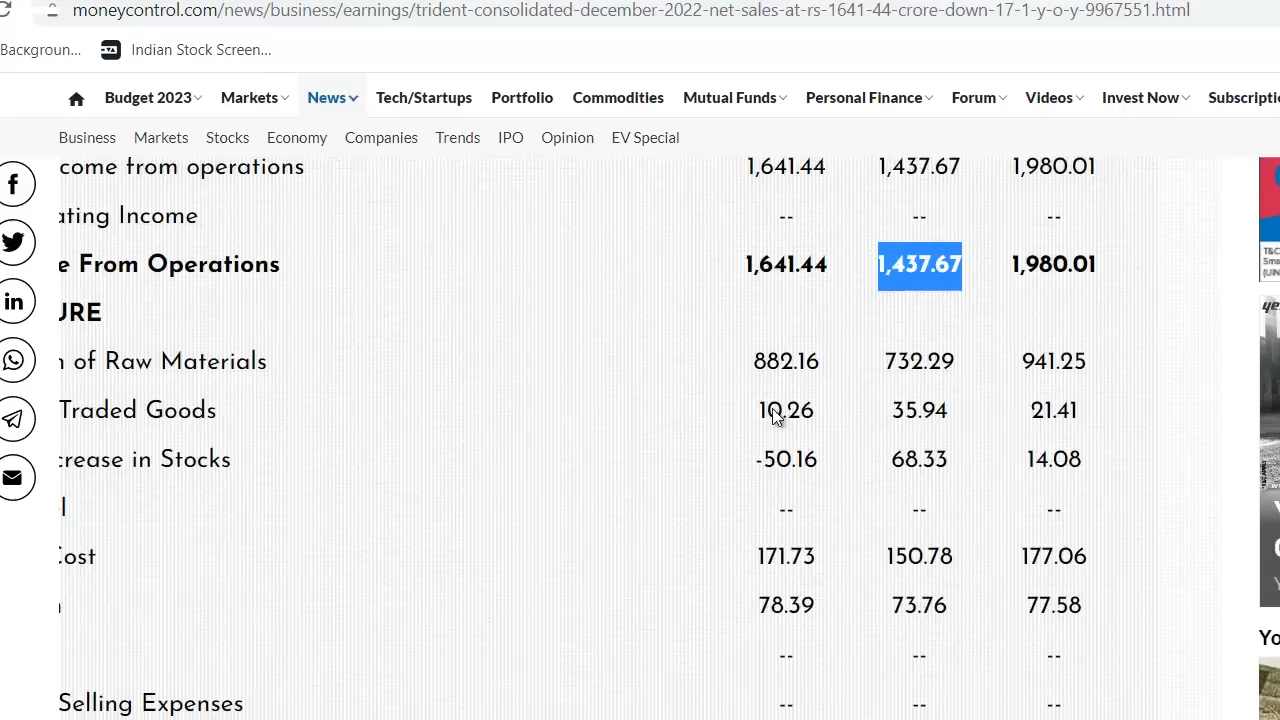 moneycontrol.com/news/business/earnings/trident-consolidated-december-2022_net-sales-at-rs-1641-44-crore-down-17-1-y-o-y-9967551.html
Backgroun... Indian Stock Screen...
Budget 2023 Markets News Tech/Startups Portfolio Commodities Mutual Funds Personal Finance Forum Videos Invest Now Subscripti
Business Markets Stocks Economy Companies Trends IPO Opinion EV Special
come from operations 1,641.44 1,437.67 1,980.01
ating Income -- -- --
e From Operations 1,641.44 1,437.67 1,980.01
URE
n of Raw Materials 882.16 732.29 941.25
Traded Goods 10.26 35.94 21.41
crease in Stocks -50.16 68.33 14.08
l -- -- --
Cost 171.73 150.78 177.06
n 78.39 73.76 77.58
-- -- --
Selling Expenses -- -- --
T&C
Sma
(LIN
yes
Yo